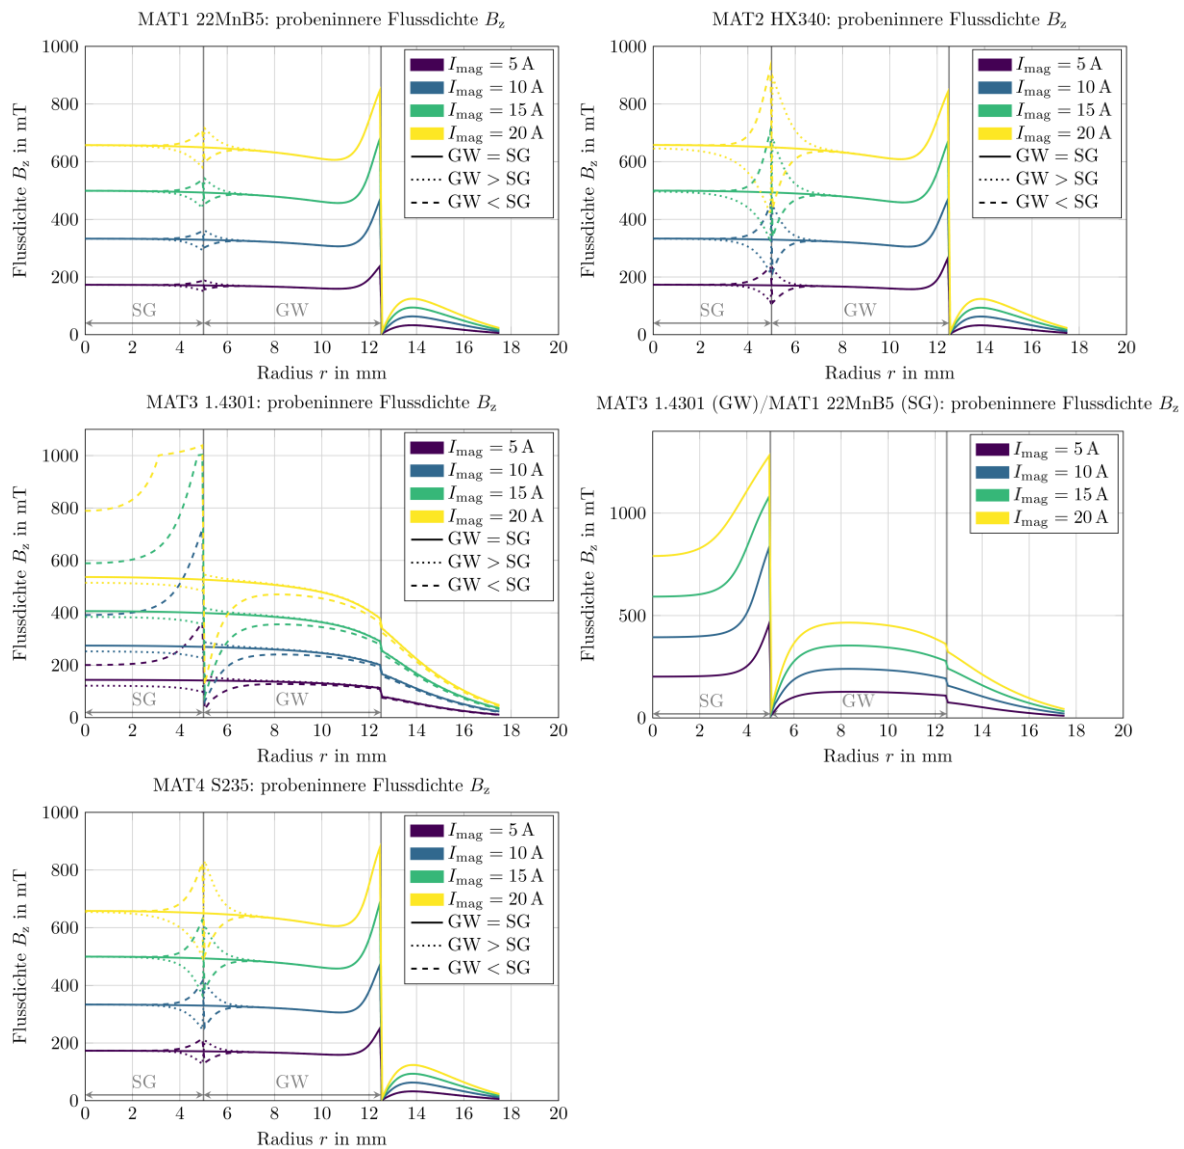 MAT1 22MnB5: probeninnere Flussdichte Bz
Flussdichte Bz in mT
1000
800
600
400
200
0
Imag = 5 A
Imag = 10 A
Imag = 15 A
Imag = 20 A
GW = SG
GW > SG
GW < SG
SG
GW
0 2 4 6 8 10 12 14 16 18 20
Radius r in mm
MAT2 HX340: probeninnere Flussdichte Bz
Flussdichte Bz in mT
1000
800
600
400
200
0
Imag = 5 A
Imag = 10 A
Imag = 15 A
Imag = 20 A
GW = SG
GW > SG
GW < SG
SG
GW
0 2 4 6 8 10 12 14 16 18 20
Radius r in mm
MAT3 1.4301: probeninnere Flussdichte Bz
Flussdichte Bz in mT
1000
800
600
400
200
0
Imag = 5 A
Imag = 10 A
Imag = 15 A
Imag = 20 A
GW = SG
GW > SG
GW < SG
SG
GW
0 2 4 6 8 10 12 14 16 18 20
Radius r in mm
MAT3 1.4301 (GW)/MAT1 22MnB5 (SG): probeninnere Flussdichte Bz
Flussdichte Bz in mT
1000
500
0
Imag = 5 A
Imag = 10 A
Imag = 15 A
Imag = 20 A
SG
GW
0 2 4 6 8 10 12 14 16 18 20
Radius r in mm
MAT4 S235: probeninnere Flussdichte Bz
Flussdichte Bz in mT
1000
800
600
400
200
0
Imag = 5 A
Imag = 10 A
Imag = 15 A
Imag = 20 A
GW = SG
GW > SG
GW < SG
SG
GW
0 2 4 6 8 10 12 14 16 18 20
Radius r in mm